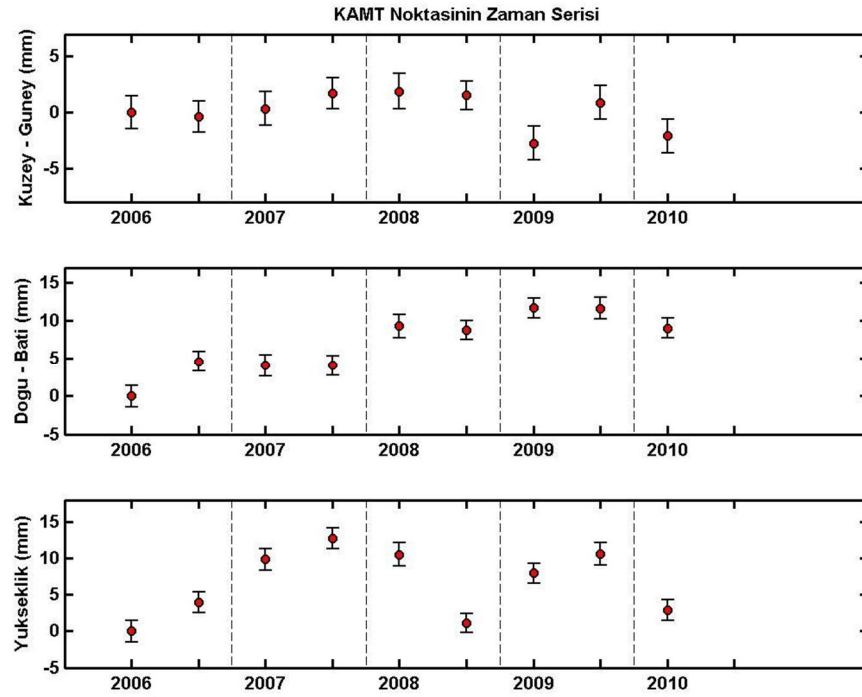 KAMT Noktasinin Zaman Serisi
Kuzey - Guney (mm)
5
0
-5
2006 2007 2008 2009 2010
Dogu - Bati (mm)
15
10
5
0
-5
2006 2007 2008 2009 2010
Yukseklik (mm)
15
10
5
0
-5
2006 2007 2008 2009 2010